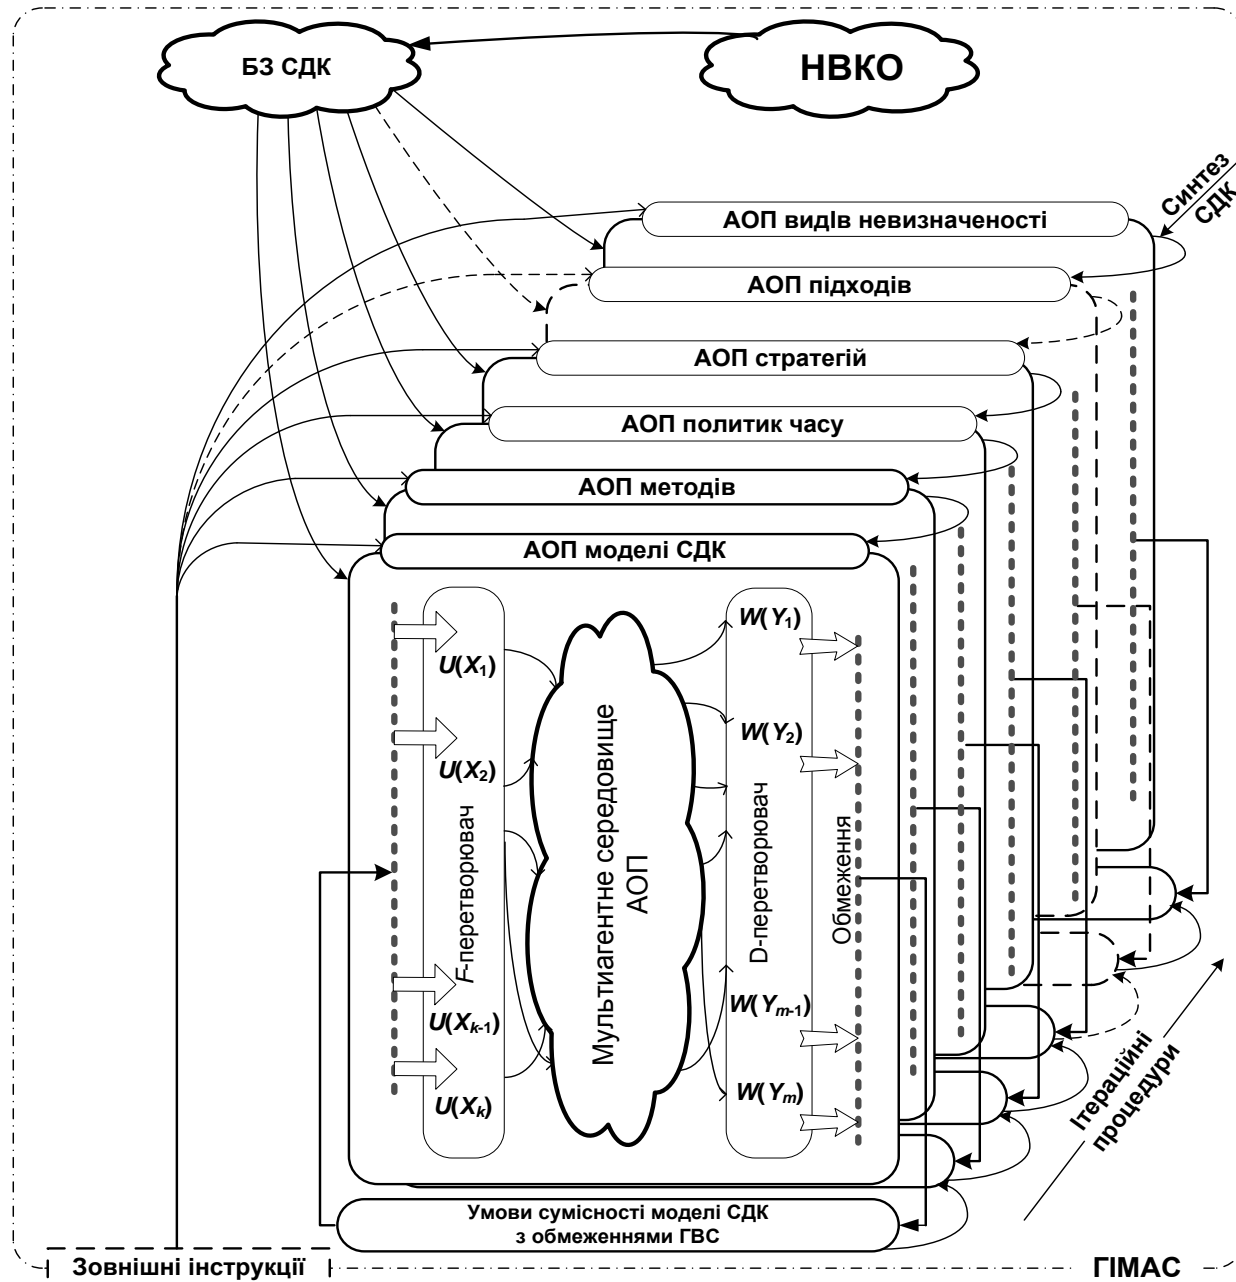 БЗ СДК
НВКО
Синтез
СДК
АОП видІв невизначеності
АОП підходів
АОП стратегій
АОП политик часу
АОП методів
АОП моделі СДК
U(X1)
U(X2)
U(Xk-1)
U(Xk)
F-перетворювач
Мультиагентне середовище
АОП
W(Y1)
W(Y2)
W(Ym-1)
W(Ym)
D-перетворювач
Обмеження
Ітераційні
процедури
Умови сумісності моделі СДК
з обмеженнями ГВС
Зовнішні інструкції
ГІМАС